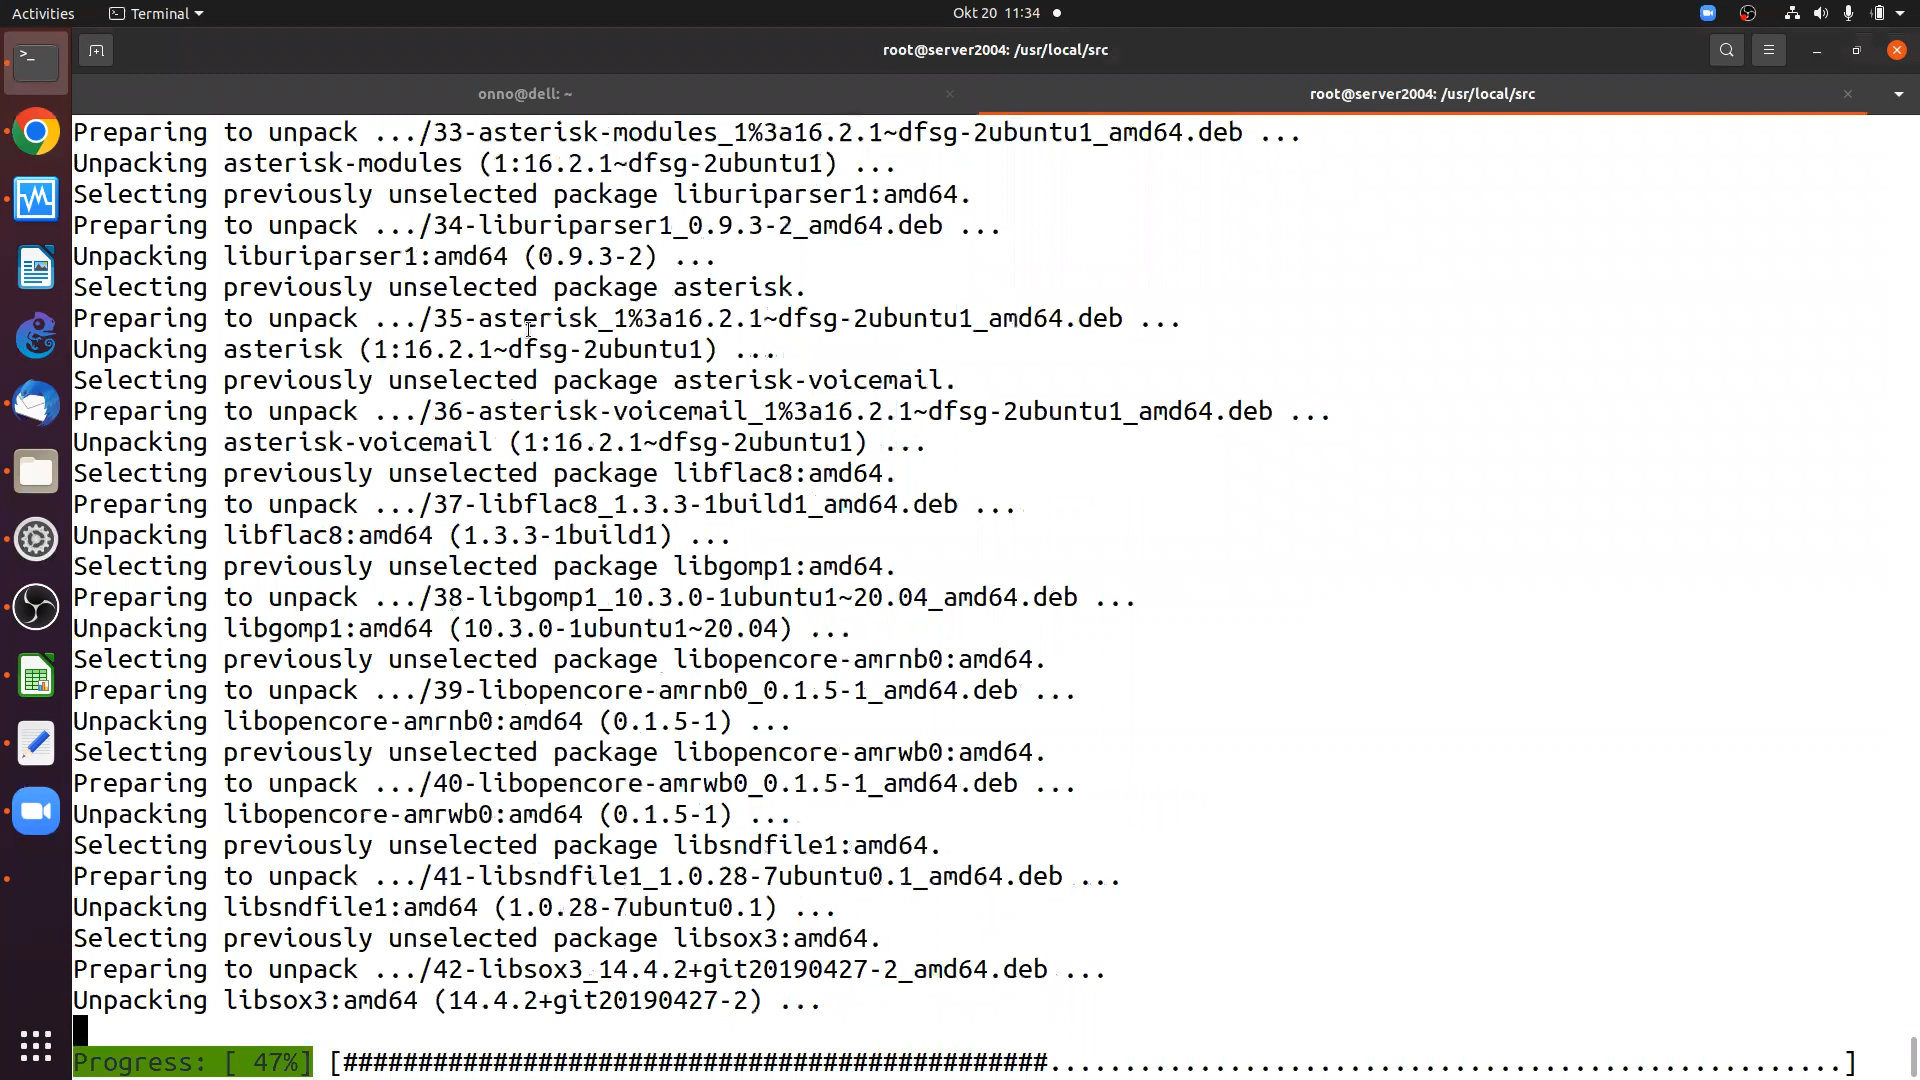 Activities
Terminal
Okt 20 11:34
root@server2004: /usr/local/src
onno@dell: ~
root@server2004: /usr/local/src
Preparing to unpack .../33-asterisk-modules_1%3a16.2.1~dfsg-2ubuntu1_amd64.deb ...
Unpacking asterisk-modules (1:16.2.1~dfsg-2ubuntu1) ...
Selecting previously unselected package liburiparser1:amd64.
Preparing to unpack .../34-liburiparser1_0.9.3-2_amd64.deb ...
Unpacking liburiparser1:amd64 (0.9.3-2) ...
Selecting previously unselected package asterisk.
Preparing to unpack .../35-asterisk_1%3a16.2.1~dfsg-2ubuntu1_amd64.deb ...
Unpacking asterisk (1:16.2.1~dfsg-2ubuntu1) ...
Selecting previously unselected package asterisk-voicemail.
Preparing to unpack .../36-asterisk-voicemail_1%3a16.2.1~dfsg-2ubuntu1_amd64.deb ...
Unpacking asterisk-voicemail (1:16.2.1~dfsg-2ubuntu1) ...
Selecting previously unselected package libflac8:amd64.
Preparing to unpack .../37-libflac8_1.3.3-1build1_amd64.deb ...
Unpacking libflac8:amd64 (1.3.3-1build1) ...
Selecting previously unselected package libgomp1:amd64.
Preparing to unpack .../38-libgomp1_10.3.0-1ubuntu1~20.04_amd64.deb ...
Unpacking libgomp1:amd64 (10.3.0-1ubuntu1~20.04) ...
Selecting previously unselected package libopencore-amrnb0:amd64.
Preparing to unpack .../39-libopencore-amrnb0_0.1.5-1_amd64.deb ...
Unpacking libopencore-amrnb0:amd64 (0.1.5-1) ...
Selecting previously unselected package libopencore-amrwb0:amd64.
Preparing to unpack .../40-libopencore-amrwb0_0.1.5-1_amd64.deb ...
Unpacking libopencore-amrwb0:amd64 (0.1.5-1) ...
Selecting previously unselected package libsndfile1:amd64.
Preparing to unpack .../41-libsndfile1_1.0.28-7ubuntu0.1_amd64.deb ...
Unpacking libsndfile1:amd64 (1.0.28-7ubuntu0.1) ...
Selecting previously unselected package libsox3:amd64.
Preparing to unpack .../42-libsox3_14.4.2+git20190427-2_amd64.deb ...
Unpacking libsox3:amd64 (14.4.2+git20190427-2) ...
Progress: [ 47%] [###############################################.....................................................]